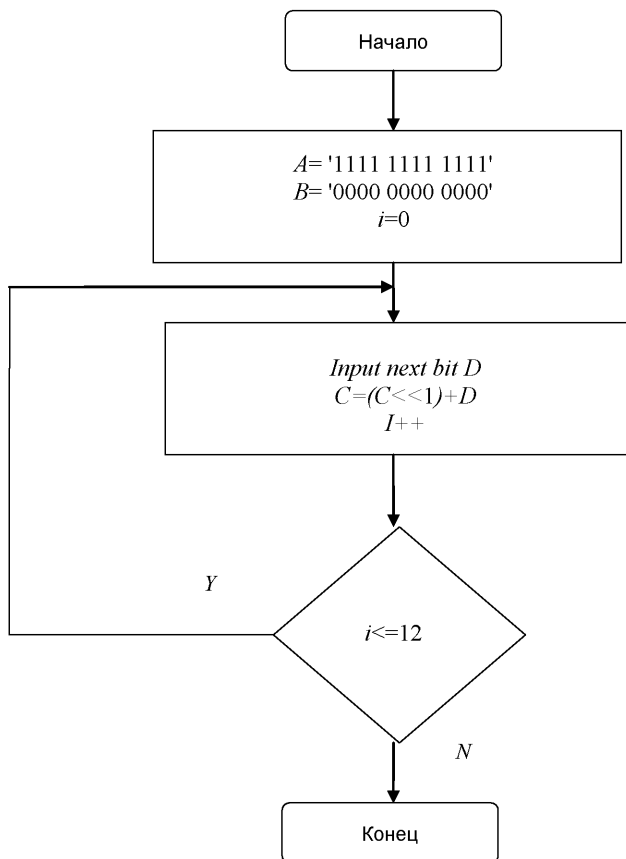 Начало
A= '1111 1111 1111'
B= '0000 0000 0000'
i=0
Input next bit D
C=(C<<1)+D
I++
Y
i<=12
N
Конец